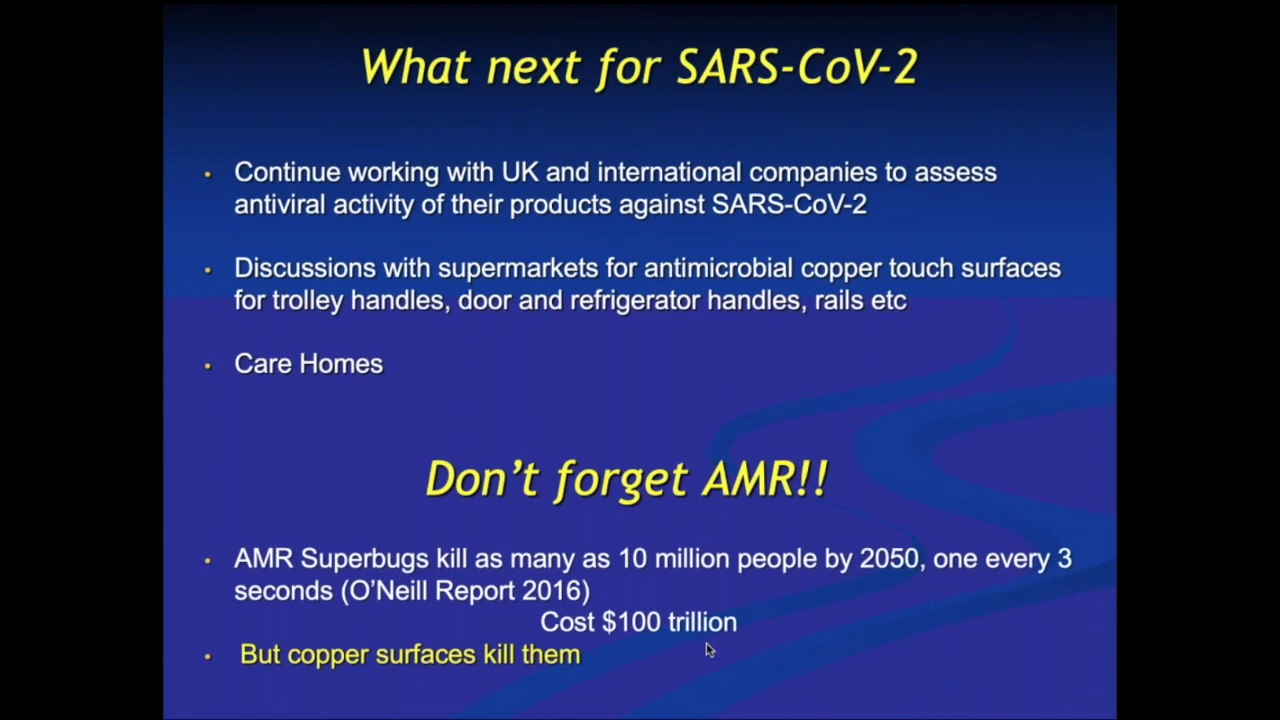 What next for SARS-CoV-2
• Continue working with UK and international companies to assess
antiviral activity of their products against SARS-CoV-2
• Discussions with supermarkets for antimicrobial copper touch surfaces
for trolley handles, door and refrigerator handles, rails etc
• Care Homes
Don't forget AMR!!
• AMR Superbugs kill as many as 10 million people by 2050, one every 3
seconds (O'Neill Report 2016)
Cost $100 trillion
• But copper surfaces kill them